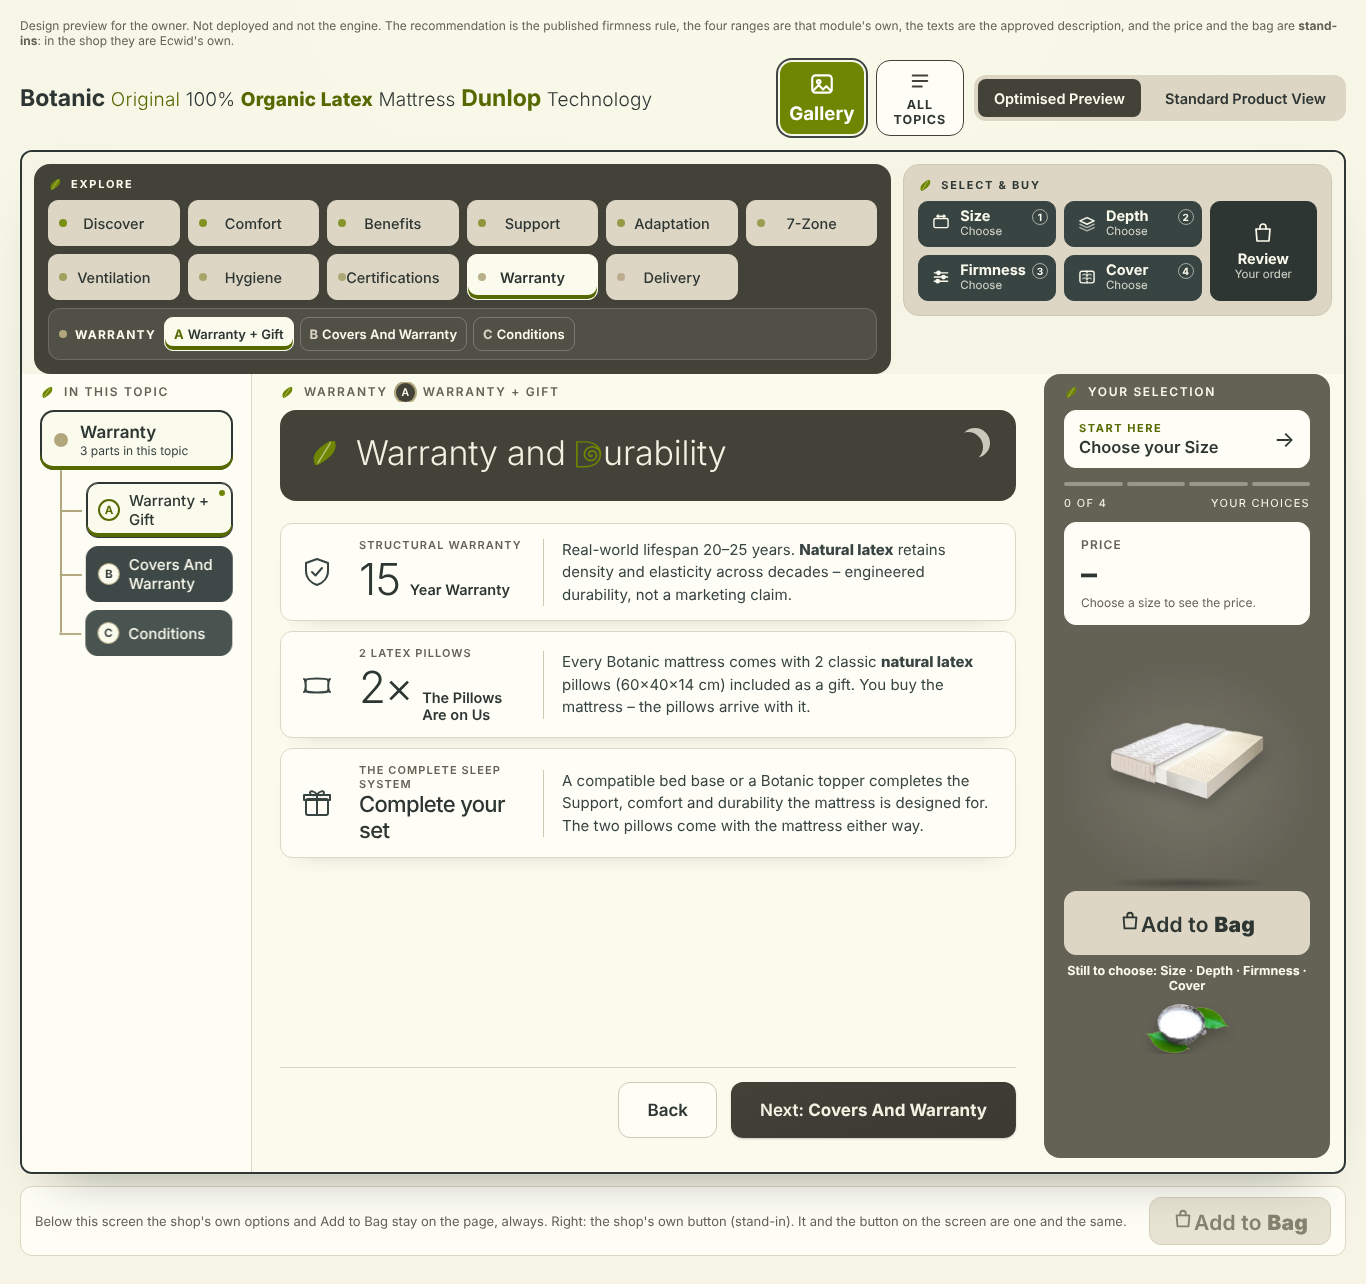 Design preview for the owner. Not deployed and not the engine. The recommendation is the published firmness rule, the four ranges are that module's own, the texts are the approved description, and the price and the bag are stand-
ins: in the shop they are Ecwid's own.
Botanic Original 100% Organic Latex Mattress Dunlop Technology
Gallery
ALL
TOPICS
Optimised Preview
Standard Product View
EXPLORE
Discover
Comfort
Benefits
Support
Adaptation
7-Zone
Ventilation
Hygiene
Certifications
Warranty
Delivery
WARRANTY
A Warranty + Gift
B Covers And Warranty
C Conditions
SELECT & BUY
Size
Choose
1
Depth
Choose
2
Firmness
Choose
3
Cover
Choose
4
Review
Your order
IN THIS TOPIC
Warranty
3 parts in this topic
A
Warranty +
Gift
B
Covers And
Warranty
C
Conditions
WARRANTY A WARRANTY + GIFT
Warranty and Durability
STRUCTURAL WARRANTY
15 Year Warranty
Real-world lifespan 20–25 years. Natural latex retains
density and elasticity across decades – engineered
durability, not a marketing claim.
2 LATEX PILLOWS
2× The Pillows
Are on Us
Every Botanic mattress comes with 2 classic natural latex
pillows (60×40×14 cm) included as a gift. You buy the
mattress – the pillows arrive with it.
THE COMPLETE SLEEP
SYSTEM
Complete your
set
A compatible bed base or a Botanic topper completes the
Support, comfort and durability the mattress is designed for.
The two pillows come with the mattress either way.
Back
Next: Covers And Warranty
YOUR SELECTION
START HERE
Choose your Size
0 OF 4
YOUR CHOICES
PRICE
–
Choose a size to see the price.
Add to Bag
Still to choose: Size · Depth · Firmness ·
Cover
Below this screen the shop's own options and Add to Bag stay on the page, always. Right: the shop's own button (stand-in). It and the button on the screen are one and the same.
Add to Bag